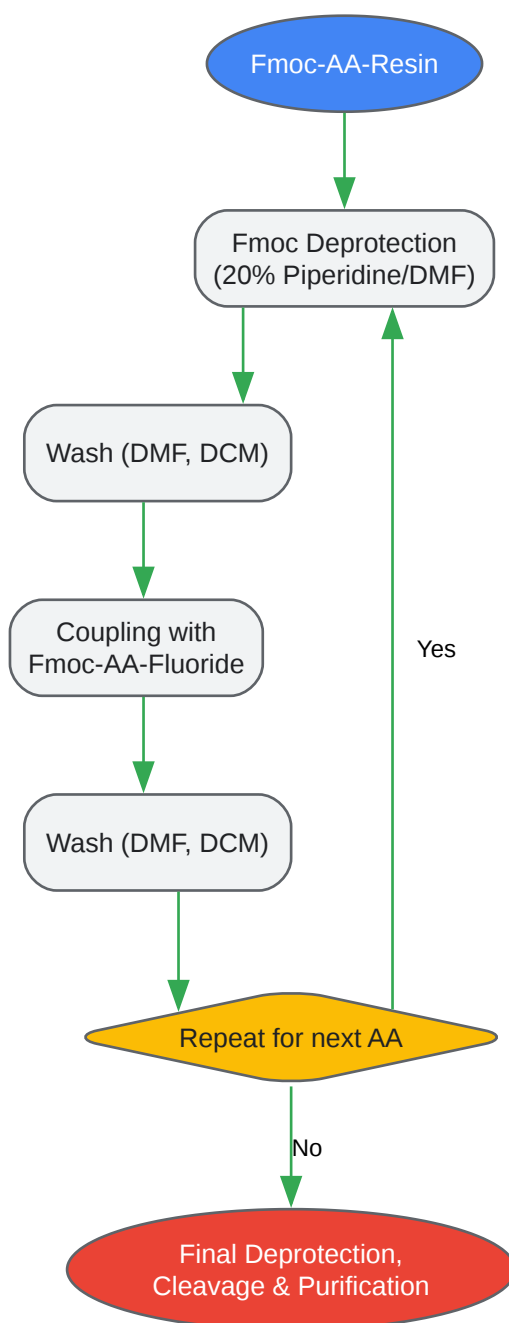 Fmoc-AA-Resin
Fmoc Deprotection
(20% Piperidine/DMF)
Wash (DMF, DCM)
Coupling with
Fmoc-AA-Fluoride
Yes
Wash (DMF, DCM)
Repeat for next AA
No
Final Deprotection,
Cleavage & Purification